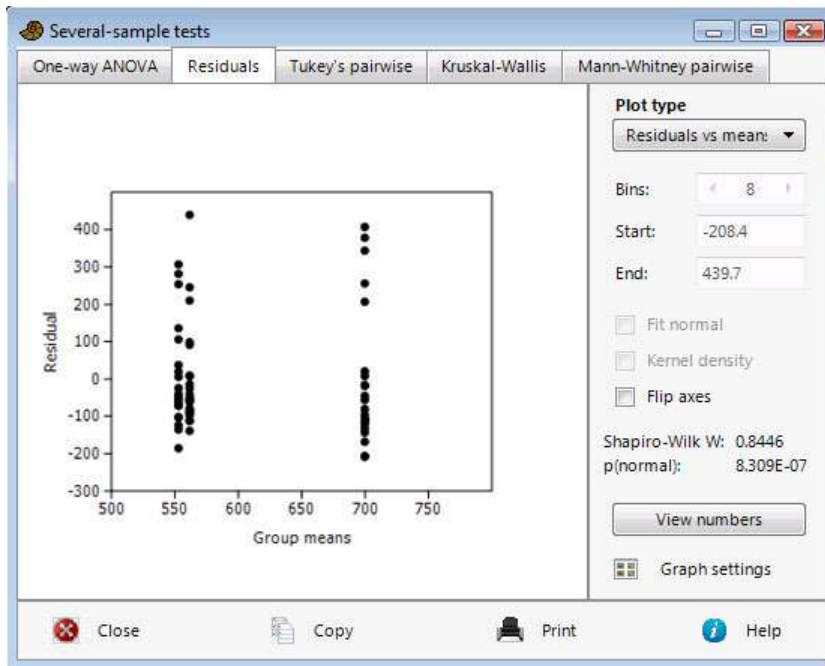 Several-sample tests
One-way ANOVA Residuals Tukey's pairwise Kruskal-Wallis Mann-Whitney pairwise
Plot type
Residuals vs mean:
Bins: 8
Start: -208.4
End: 439.7
Fit normal
Kernel density
Flip axes
Shapiro-Wilk W: 0.8446
p(normal): 8.309E-07
View numbers
Graph settings
400
300
200
100
0
-100
-200
-300
Residual
500 550 600 650 700 750
Group means
Close Copy Print Help